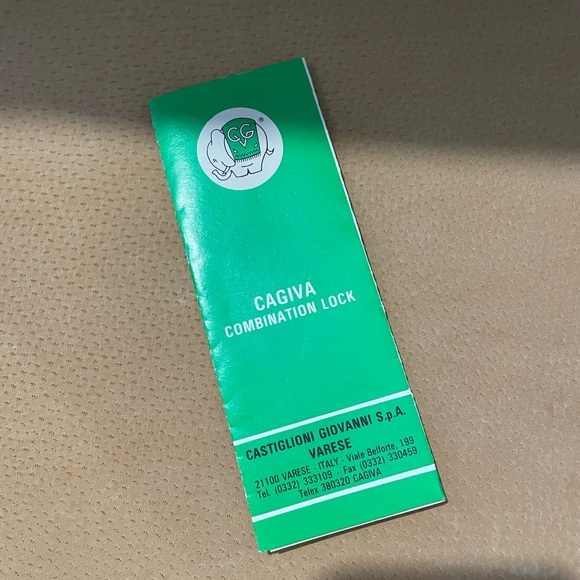 CGG
V
®
CAGIVA
COMBINATION LOCK
CASTIGLIONI GIOVANNI S.p.A.
VARESE
21100 VARESE - ITALY - Viale Belforte, 199
Tel. (0332) 333109 - Fax (0332) 330459
Telex 380320 CAGIVA